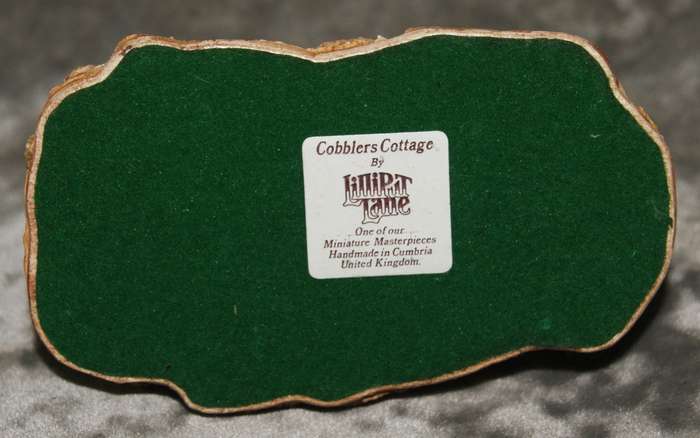 Cobblers Cottage
By
LilliPuT
Lane
One of our
Miniature Masterpieces
Handmade in Cumbria
United Kingdom.